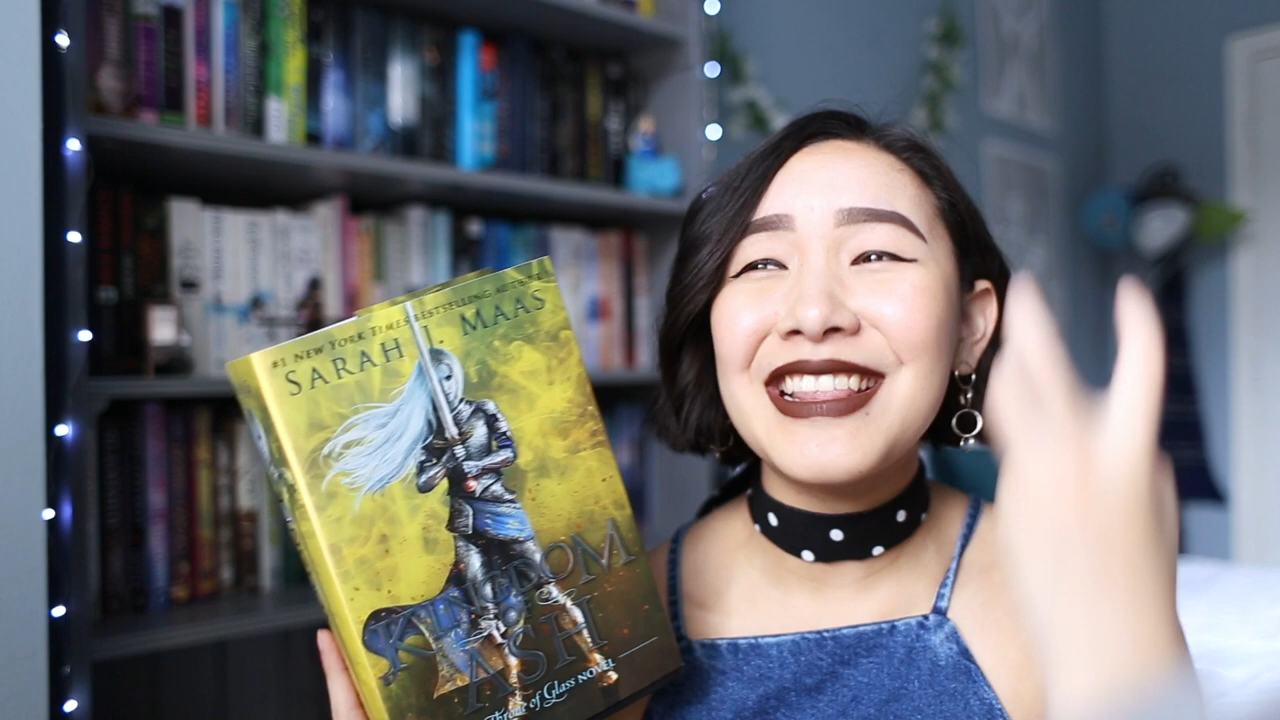 #1 NEW YORK TIMES BESTSELLING AUTHOR
SARAH J. MAAS
KINGDOM
OF
ASH
A Throne of Glass NOVEL